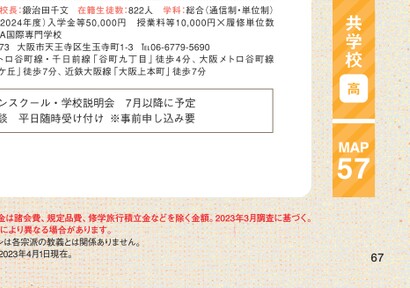 校長:鍛治田千文 在籍生徒数:822人 学科:総合〈通信制・単位制〉
2024年度〉入学金等50,000円 授業料等10,000円×履修単位数
A国際専門学校
73 大阪市天王寺区生玉寺町1-3 ℡06-6779-5690
トロ谷町線・千日前線「谷町九丁目」徒歩4分、大阪メトロ谷町線
ケ丘」徒歩7分、近鉄大阪線「大阪上本町」徒歩7分
ンスクール・学校説明会 7月以降に予定
談 平日随時受け付け ※事前申し込み要
共学校
高
MAP
57
金は諸会費、規定品費、修学旅行積立金などを除く金額。2023年3月調査に基づく。
により異なる場合があります。
ンは各宗派の教義とは関係ありません。
2023年4月1日現在。
67